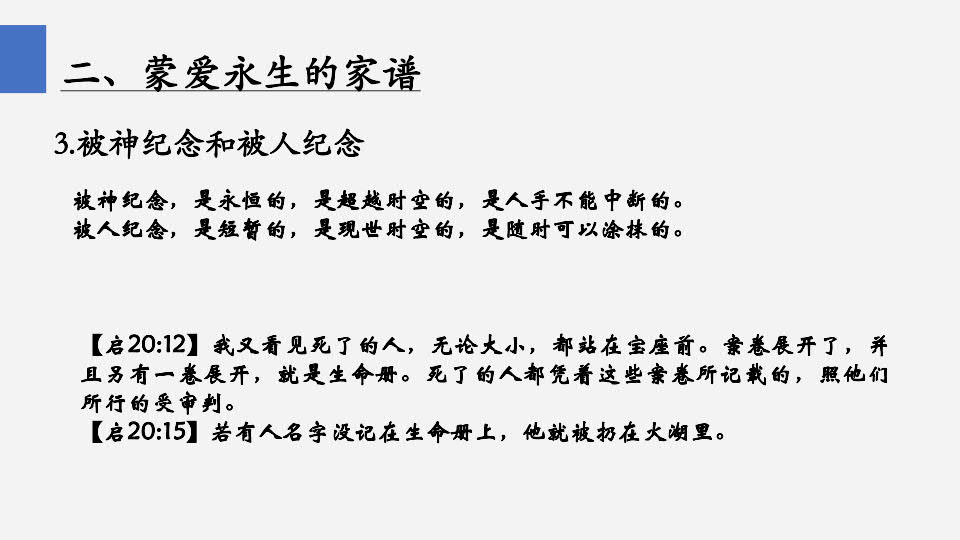 二、蒙爱永生的家谱
3.被神纪念和被人纪念
被神纪念，是永恒的，是超越时空的，是人手不能中断的。
被人纪念，是短暂的，是现世时空的，是随时可以涂抹的。
【启20:12】我又看见死了的人，无论大小，都站在宝座前。案卷展开了，并
且另有一卷展开，就是生命册。死了的人都凭着这些案卷所记载的，照他们
所行的受审判。
【启20:15】若有人名字没记在生命册上，他就被扔在火湖里。